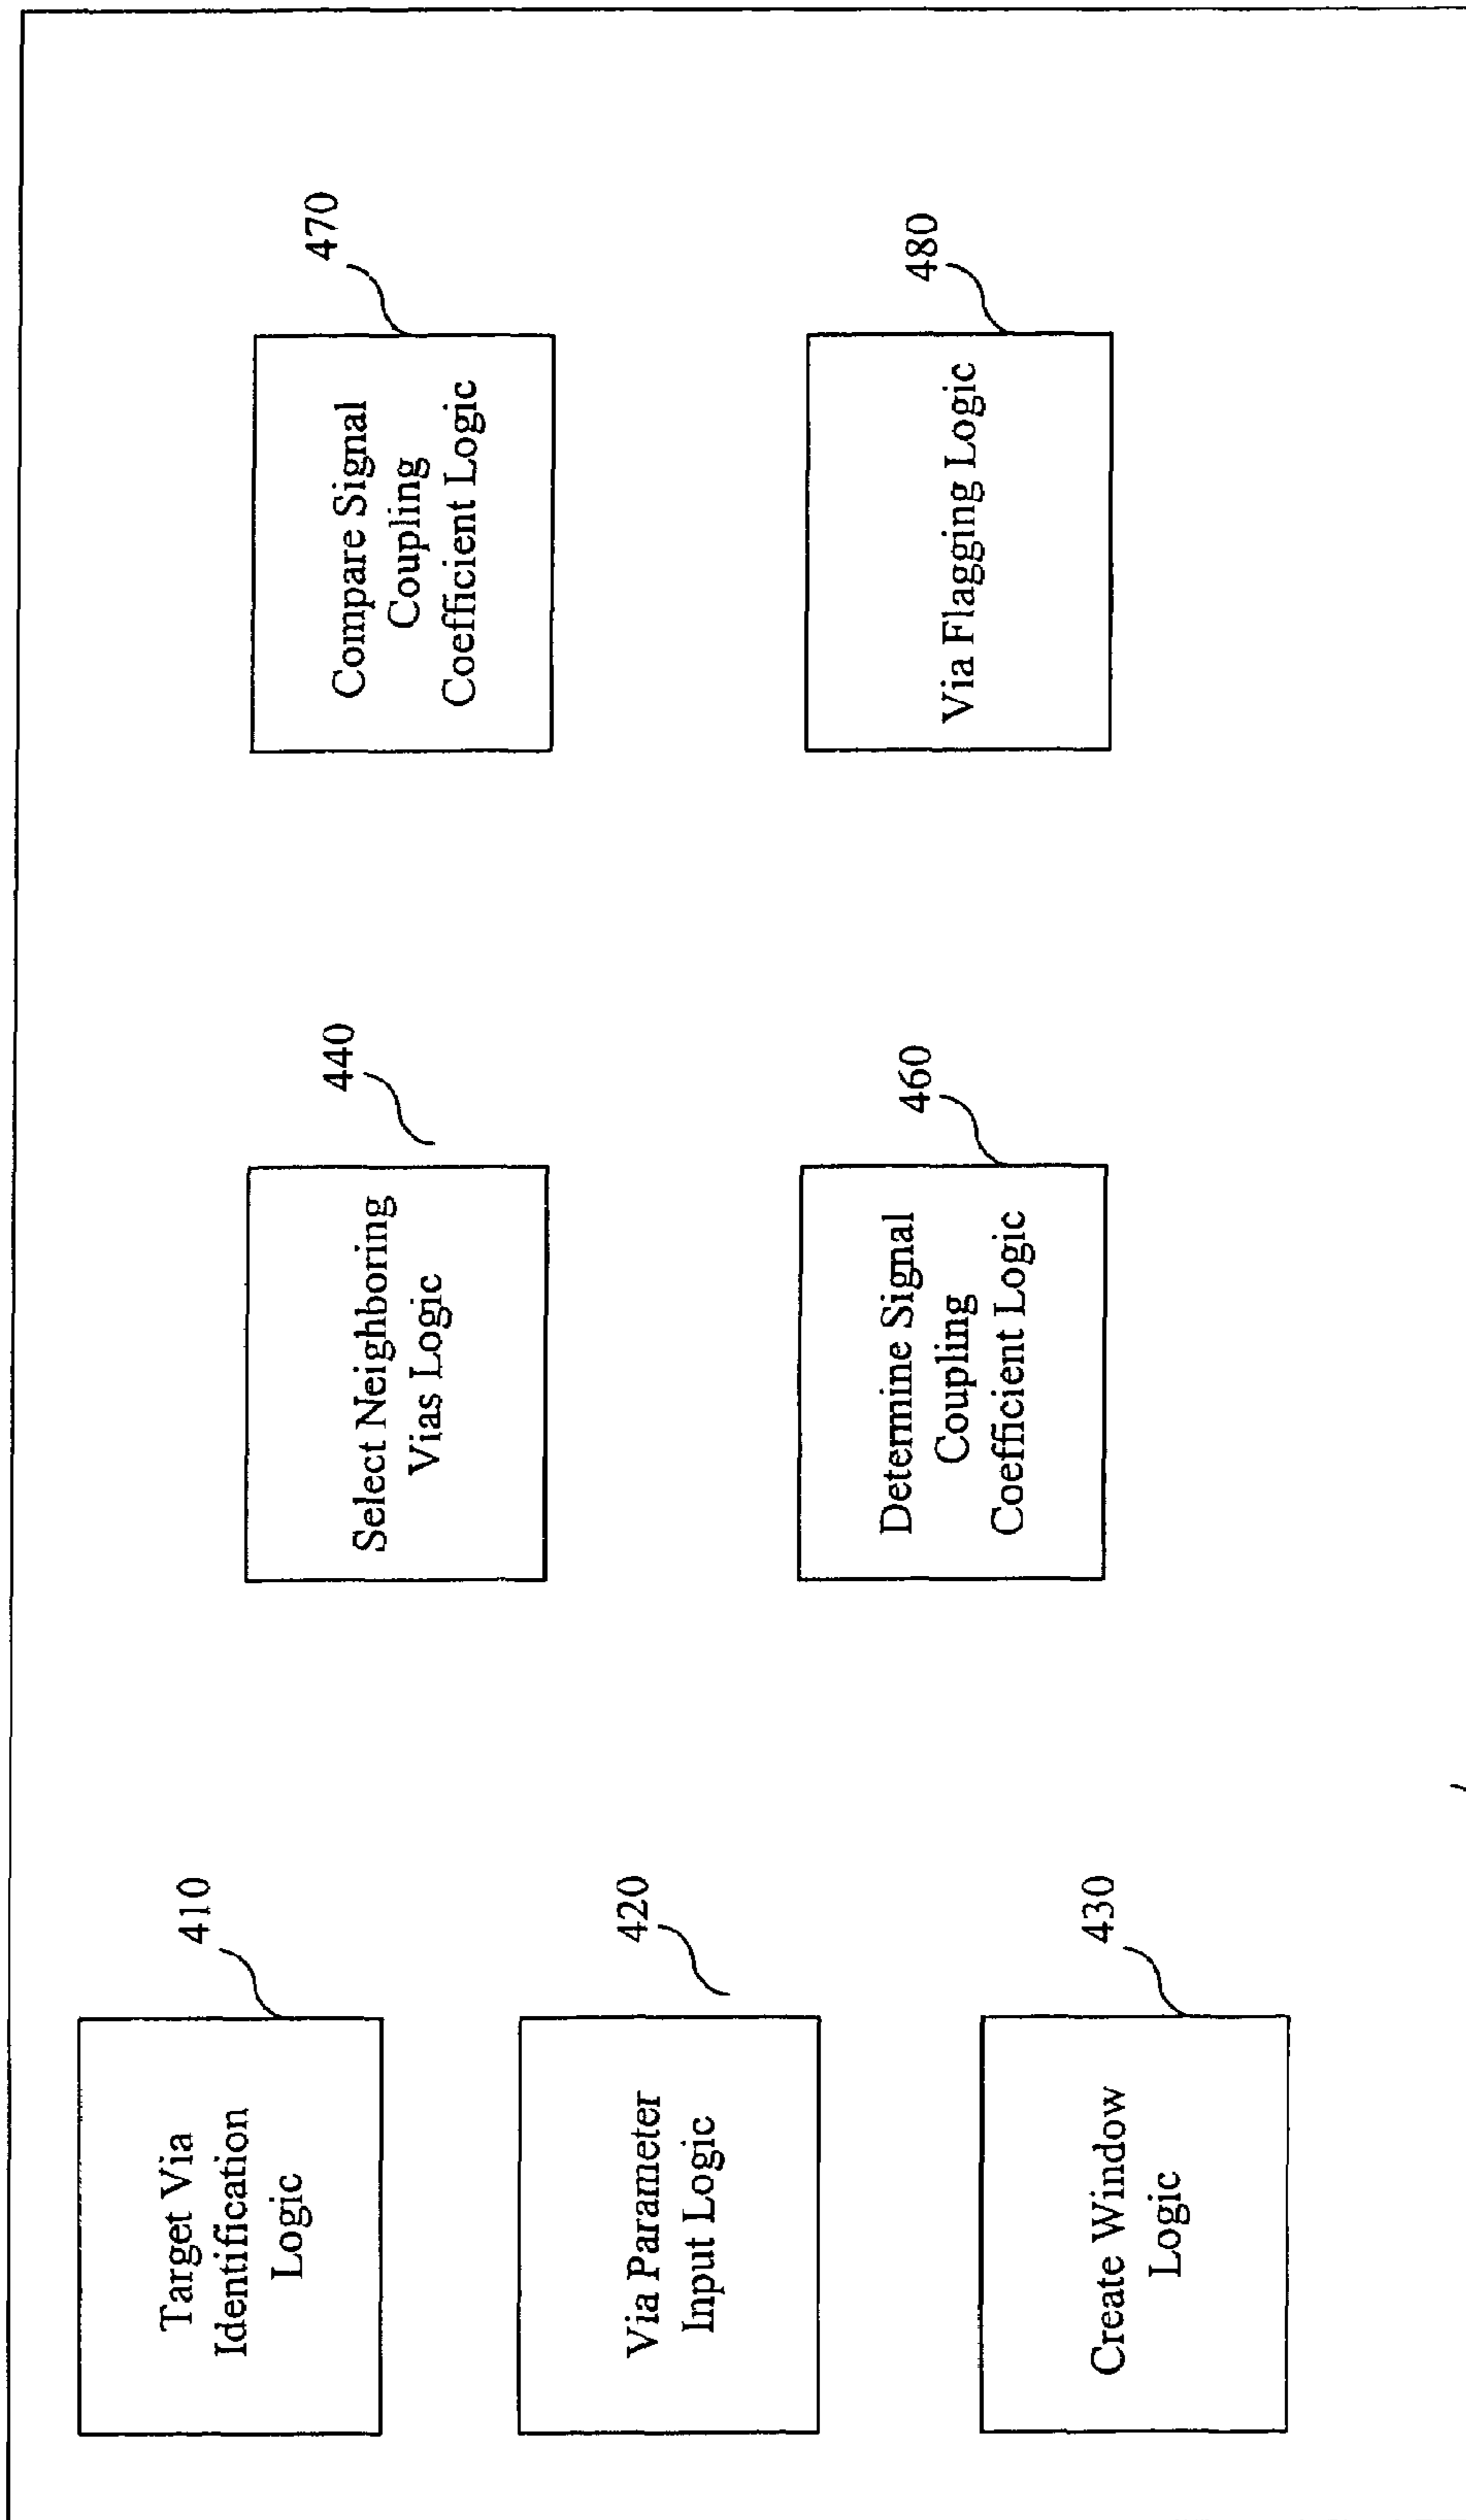 410
Target Via
Identification
Logic
420
Via Parameter
Input Logic
430
Create Window
Logic
440
Select Neighboring
Vias Logic
460
Determine Signal
Coupling
Coefficient Logic
470
Compare Signal
Coupling
Coefficient Logic
480
Via Flagging Logic